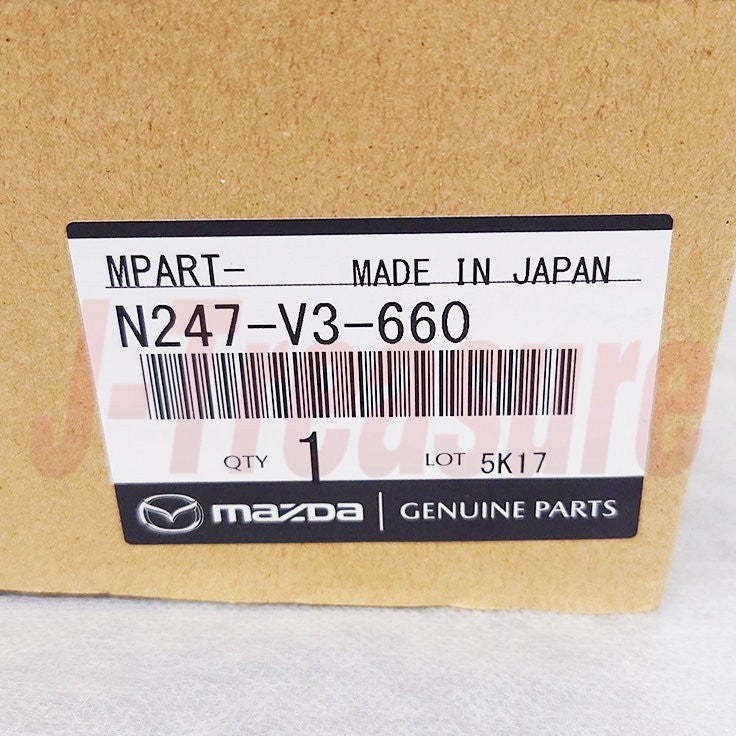 MPART- MADE IN JAPAN
N247-V3-660
QTY 1 LOT 5K17
mazda | GENUINE PARTS
J-Treasure